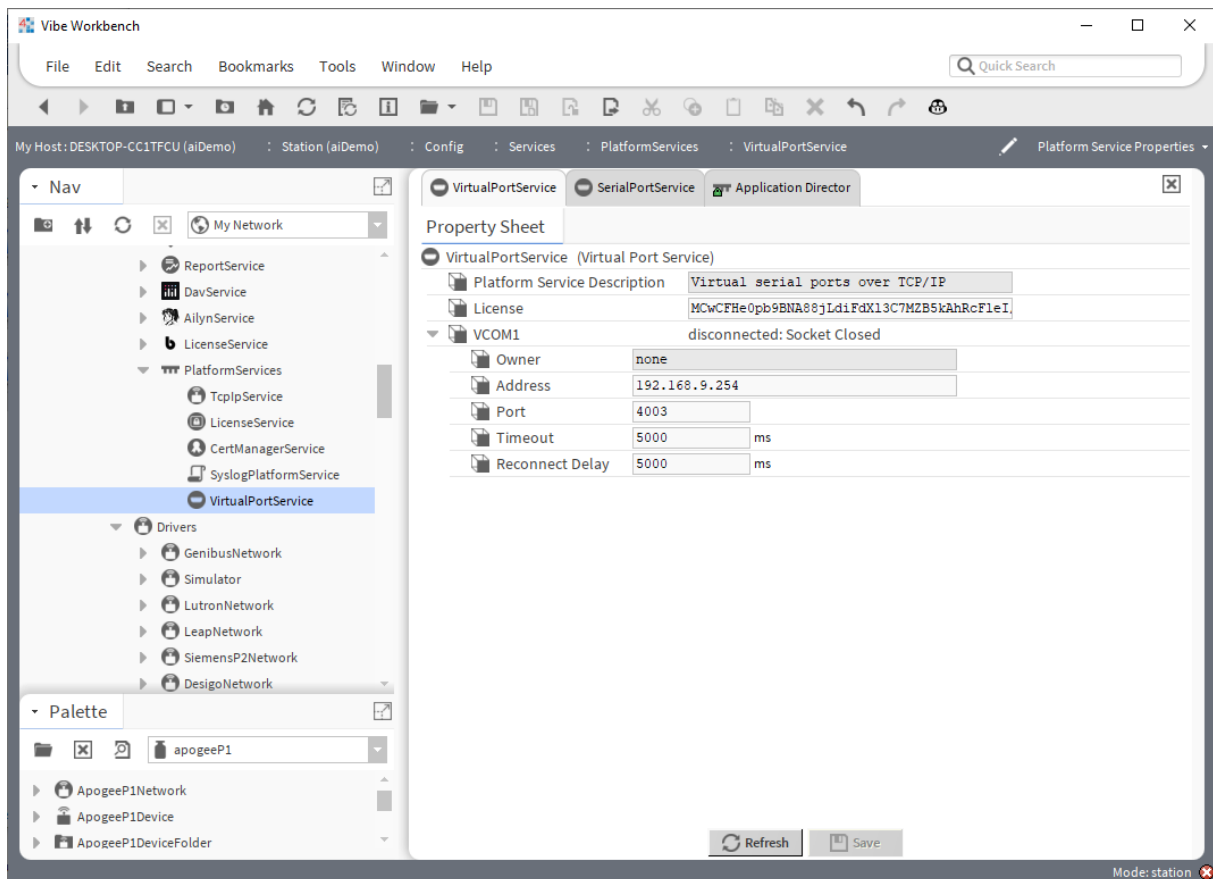 Vibe Workbench
File Edit Search Bookmarks Tools Window Help
Quick Search
My Host : DESKTOP-CC1TFCU (aiDemo) : Station (aiDemo) : Config : Services : PlatformServices : VirtualPortService
Platform Service Properties
Nav
My Network
ReportService
DavService
AilynService
LicenseService
PlatformServices
TcpIpService
LicenseService
CertManagerService
SyslogPlatformService
VirtualPortService
Drivers
GenibusNetwork
Simulator
LutronNetwork
LeapNetwork
SiemensP2Network
DesigoNetwork
Palette
apogeeP1
ApogeeP1Network
ApogeeP1Device
ApogeeP1DeviceFolder
VirtualPortService SerialPortService Application Director
Property Sheet
VirtualPortService (Virtual Port Service)
Platform Service Description Virtual serial ports over TCP/IP
License
VCOM1 disconnected: Socket Closed
Owner none
Address 192.168.9.254
Port 4003
Timeout 5000 ms
Reconnect Delay 5000 ms
Refresh Save
Mode: station